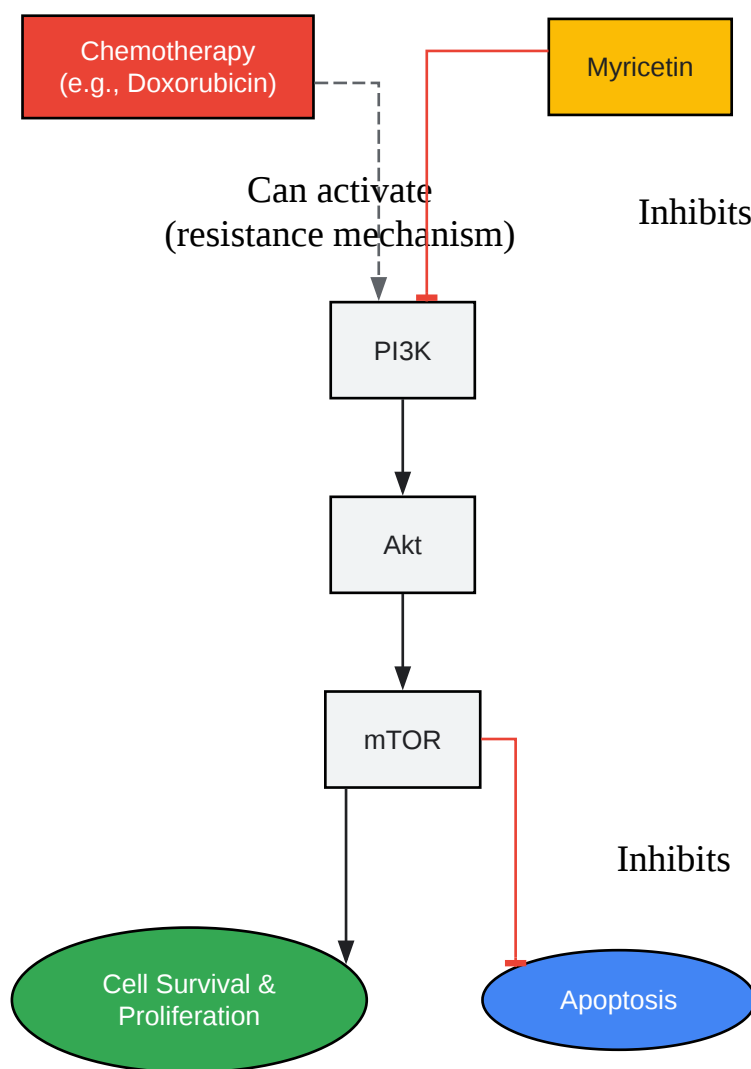 Chemotherapy
(e.g., Doxorubicin)
Myricetin
Can activate
(resistance mechanism)
Inhibits
PI3K
Akt
mTOR
Inhibits
Cell Survival &
Proliferation
Apoptosis